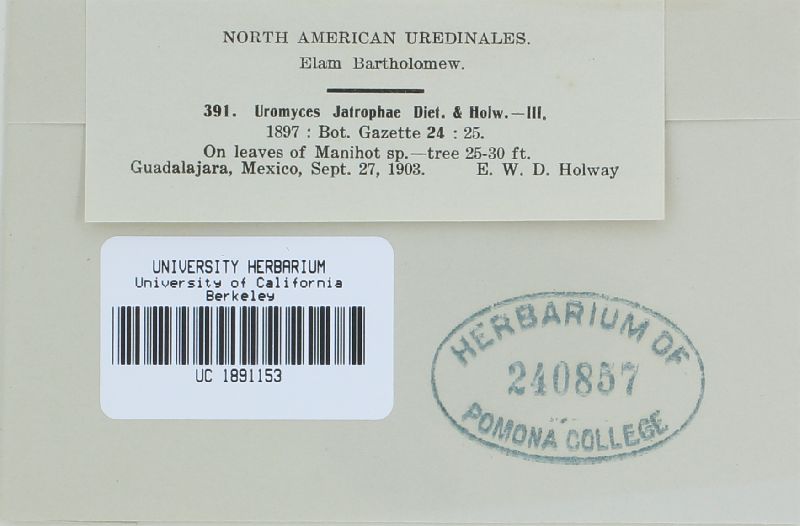 NORTH AMERICAN UREDINALES.
Elam Bartholomew.
391. Uromyces Jatrophae Diet. & Holw.—III.
1897 : Bot. Gazette 24 : 25.
On leaves of Manihot sp.—tree 25-30 ft.
Guadalajara, Mexico, Sept. 27, 1903. E. W. D. Holway
UNIVERSITY HERBARIUM
University of California
Berkeley
UC 1891153
HERBARIUM OF
240857
POMONA COLLEGE